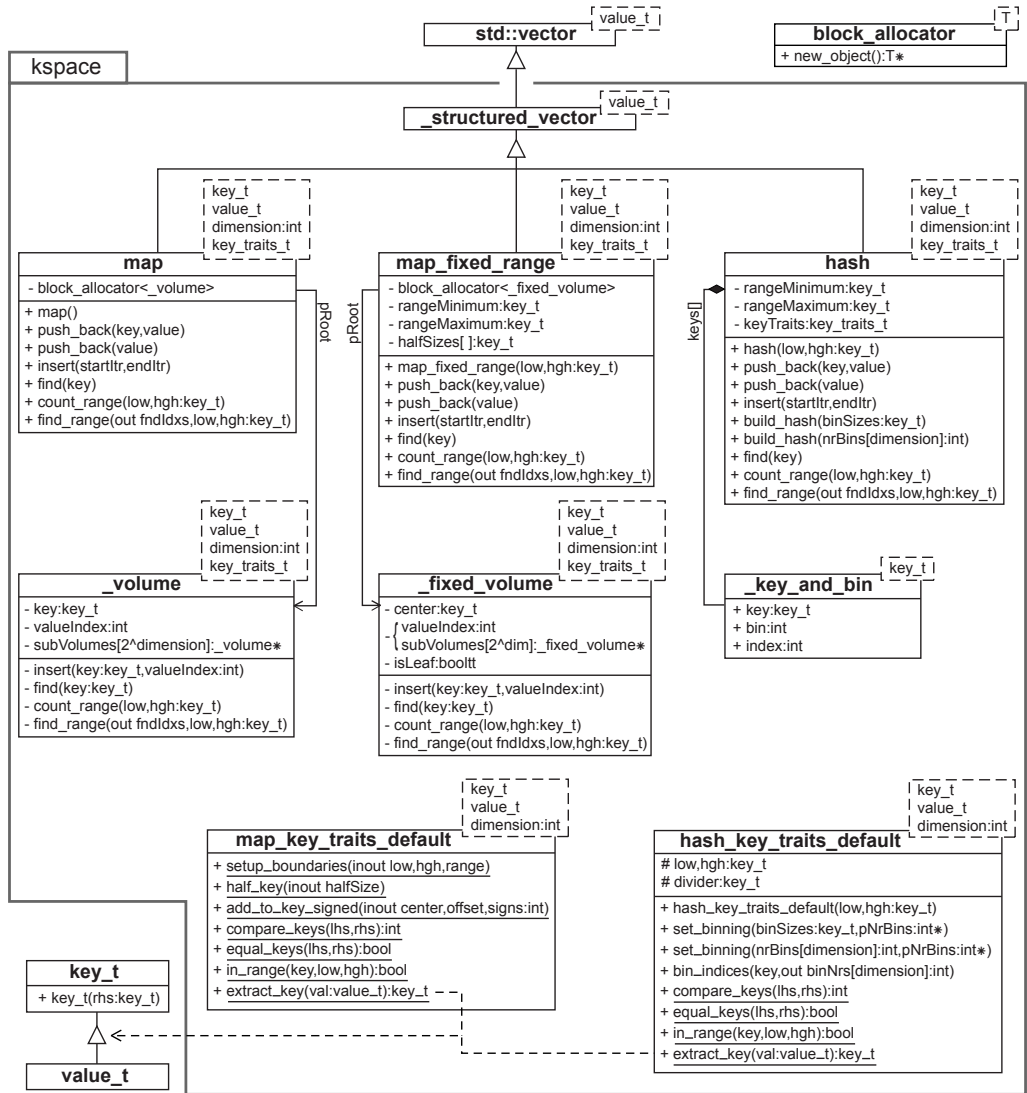 value_t
std::vector
T
block_allocator
+ new_object():T*
kspace
value_t
_structured_vector
key_t
value_t
dimension:int
key_traits_t
map
- block_allocator<_volume>
+ map()
+ push_back(key,value)
+ push_back(value)
+ insert(startItr,endItr)
+ find(key)
+ count_range(low,hgh:key_t)
+ find_range(out fndIdxs,low,hgh:key_t)
pRoot
key_t
value_t
dimension:int
key_traits_t
map_fixed_range
- block_allocator<_fixed_volume>
- rangeMinimum:key_t
- rangeMaximum:key_t
- halfSizes[ ]:key_t
+ map_fixed_range(low,hgh:key_t)
+ push_back(key,value)
+ push_back(value)
+ insert(startItr,endItr)
+ find(key)
+ count_range(low,hgh:key_t)
+ find_range(out fndIdxs,low,hgh:key_t)
pRoot
key_t
value_t
dimension:int
key_traits_t
hash
- rangeMinimum:key_t
- rangeMaximum:key_t
- keyTraits:key_traits_t
+ hash(low,hgh:key_t)
+ push_back(key,value)
+ push_back(value)
+ insert(startItr,endItr)
+ build_hash(binSizes:key_t)
+ build_hash(nrBins[dimension]:int)
+ find(key)
+ count_range(low,hgh:key_t)
+ find_range(out fndIdxs,low,hgh:key_t)
keys[]
key_t
value_t
dimension:int
key_traits_t
_volume
- key:key_t
- valueIndex:int
- subVolumes[2^dimension]:_volume*
- insert(key:key_t,valueIndex:int)
- find(key:key_t)
- count_range(low,hgh:key_t)
- find_range(out fndIdxs,low,hgh:key_t)
key_t
value_t
dimension:int
key_traits_t
_fixed_volume
- center:key_t
- { valueIndex:int
subVolumes[2^dim]:_fixed_volume*
- isLeaf:booltt
- insert(key:key_t,valueIndex:int)
- find(key:key_t)
- count_range(low,hgh:key_t)
- find_range(out fndIdxs,low,hgh:key_t)
key_t
_key_and_bin
+ key:key_t
+ bin:int
+ index:int
key_t
value_t
dimension:int
map_key_traits_default
+ setup_boundaries(inout low,hgh,range)
+ half_key(inout halfSize)
+ add_to_key_signed(inout center,offset,signs:int)
+ compare_keys(lhs,rhs):int
+ equal_keys(lhs,rhs):bool
+ in_range(key,low,hgh):bool
+ extract_key(val:value_t):key_t
key_t
value_t
dimension:int
hash_key_traits_default
# low,hgh:key_t
# divider:key_t
+ hash_key_traits_default(low,hgh:key_t)
+ set_binning(binSizes:key_t,pNrBins:int*)
+ set_binning(nrBins[dimension]:int,pNrBins:int*)
+ bin_indices(key,out binNrs[dimension]:int)
+ compare_keys(lhs,rhs):int
+ equal_keys(lhs,rhs):bool
+ in_range(key,low,hgh):bool
+ extract_key(val:value_t):key_t
key_t
+ key_t(rhs:key_t)
value_t